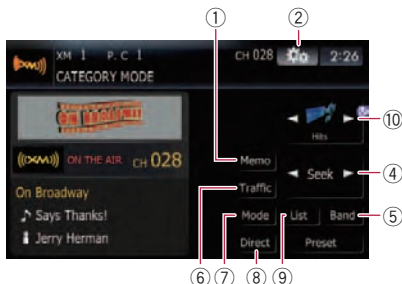 ① ②
XM 1 P.C 1 CH 028 2:26
CATEGORY MODE
Hits ⑩
((XM)) ON THE AIR CH 028
Memo
Seek ④
Traffic
On Broadway
Says Thanks!
Mode List Band ⑤
Jerry Herman
Direct Preset
⑥ ⑦ ⑧ ⑨